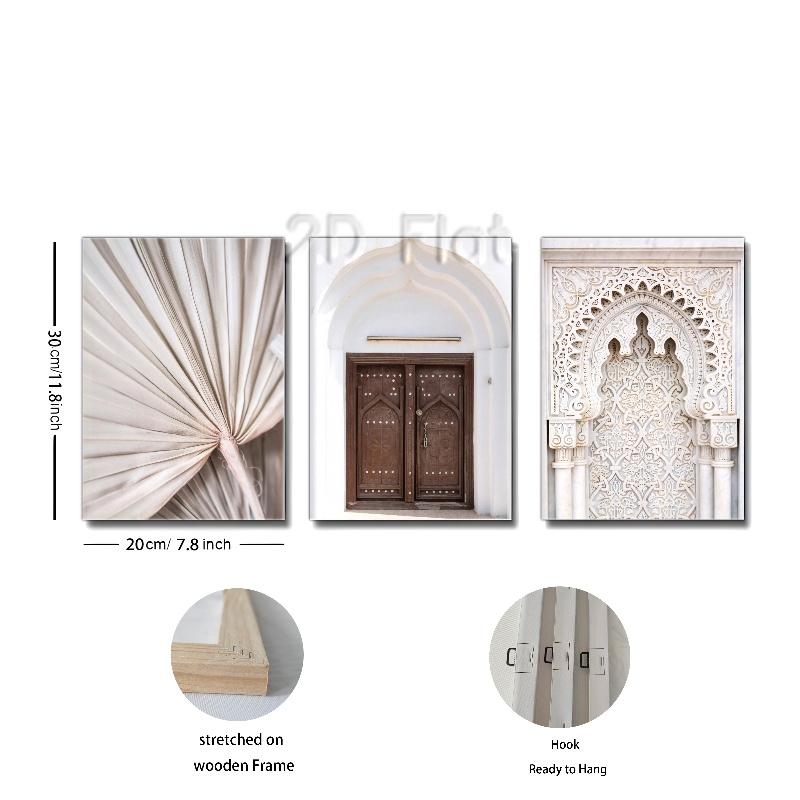 2D Flat
30cm/11.8inch
20cm/ 7.8 inch
stretched on
wooden Frame
Hook
Ready to Hang